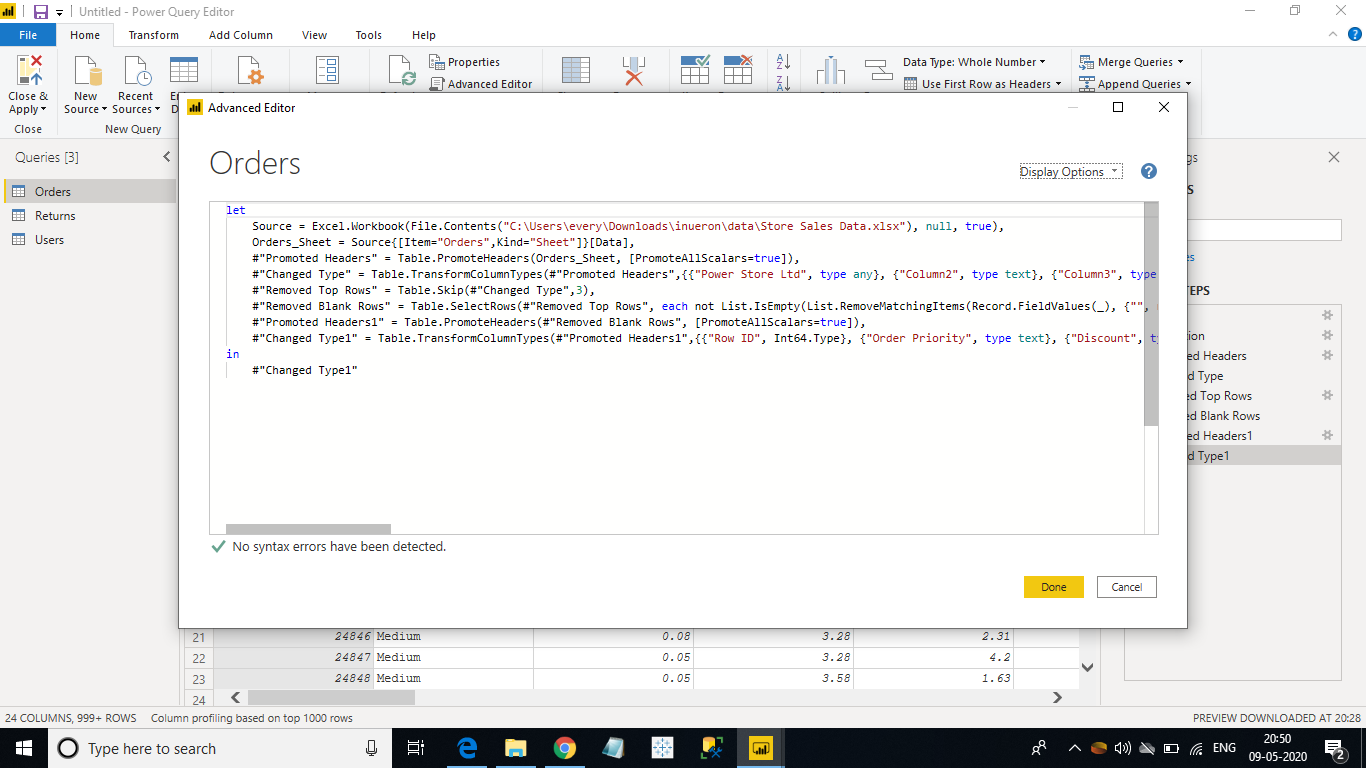 Untitled - Power Query Editor
File Home Transform Add Column View Tools Help
Close & Apply
New Source
Recent Sources
Properties
Advanced Editor
Data Type: Whole Number
Use First Row as Headers
Merge Queries
Append Queries
Close
New Query
Queries [3]
Orders
Returns
Users
Advanced Editor
Orders
Display Options
let
Source = Excel.Workbook(File.Contents("C:\Users\every\Downloads\inueron\data\Store Sales Data.xlsx"), null, true),
Orders_Sheet = Source{[Item="Orders",Kind="Sheet"]}[Data],
#"Promoted Headers" = Table.PromoteHeaders(Orders_Sheet, [PromoteAllScalars=true]),
#"Changed Type" = Table.TransformColumnTypes(#"Promoted Headers",{{"Power Store Ltd", type any}, {"Column2", type text}, {"Column3", type
#"Removed Top Rows" = Table.Skip(#"Changed Type",3),
#"Removed Blank Rows" = Table.SelectRows(#"Removed Top Rows", each not List.IsEmpty(List.RemoveMatchingItems(Record.FieldValues(_), {"",
#"Promoted Headers1" = Table.PromoteHeaders(#"Removed Blank Rows", [PromoteAllScalars=true]),
#"Changed Type1" = Table.TransformColumnTypes(#"Promoted Headers1",{{"Row ID", Int64.Type}, {"Order Priority", type text}, {"Discount",
in
#"Changed Type1"
No syntax errors have been detected.
Done
Cancel
gs
S
es
TEPS
ion
ed Headers
d Type
ed Top Rows
ed Blank Rows
ed Headers1
d Type1
21 24846 Medium 0.08 3.28 2.31
22 24847 Medium 0.05 3.28 4.2
23 24848 Medium 0.05 3.58 1.63
24
24 COLUMNS, 999+ ROWS Column profiling based on top 1000 rows
PREVIEW DOWNLOADED AT 20:28
Type here to search
ENG
20:50
09-05-2020
2